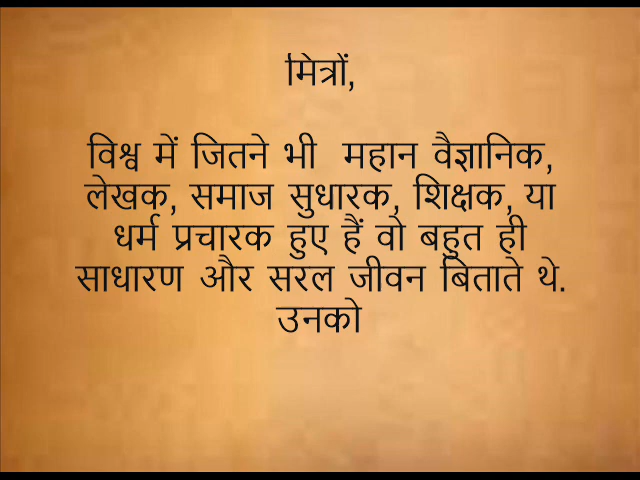 मित्रों,
विश्व में जितने भी महान वैज्ञानिक,
लेखक, समाज सुधारक, शिक्षक, या
धर्म प्रचारक हुए हैं वो बहुत ही
साधारण और सरल जीवन बिताते थे.
उनको